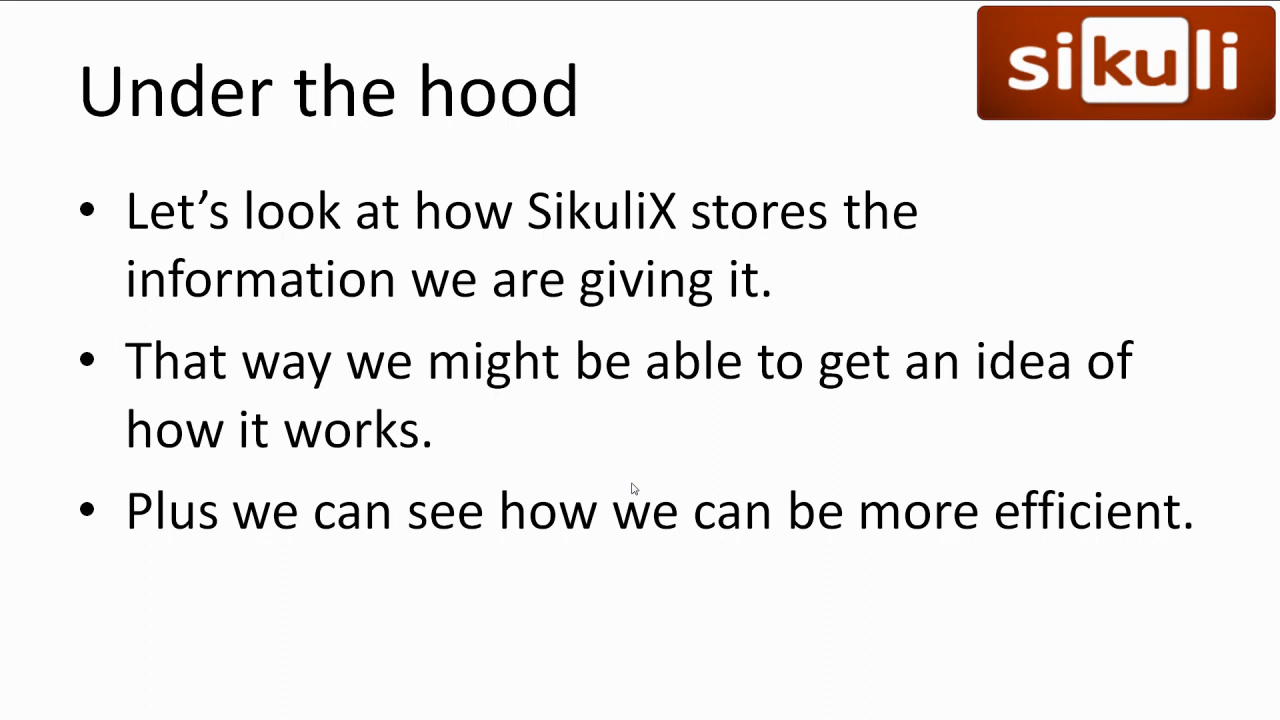 sikuli
Under the hood
• Let’s look at how SikuliX stores the
information we are giving it.
• That way we might be able to get an idea of
how it works.
• Plus we can see how we can be more efficient.